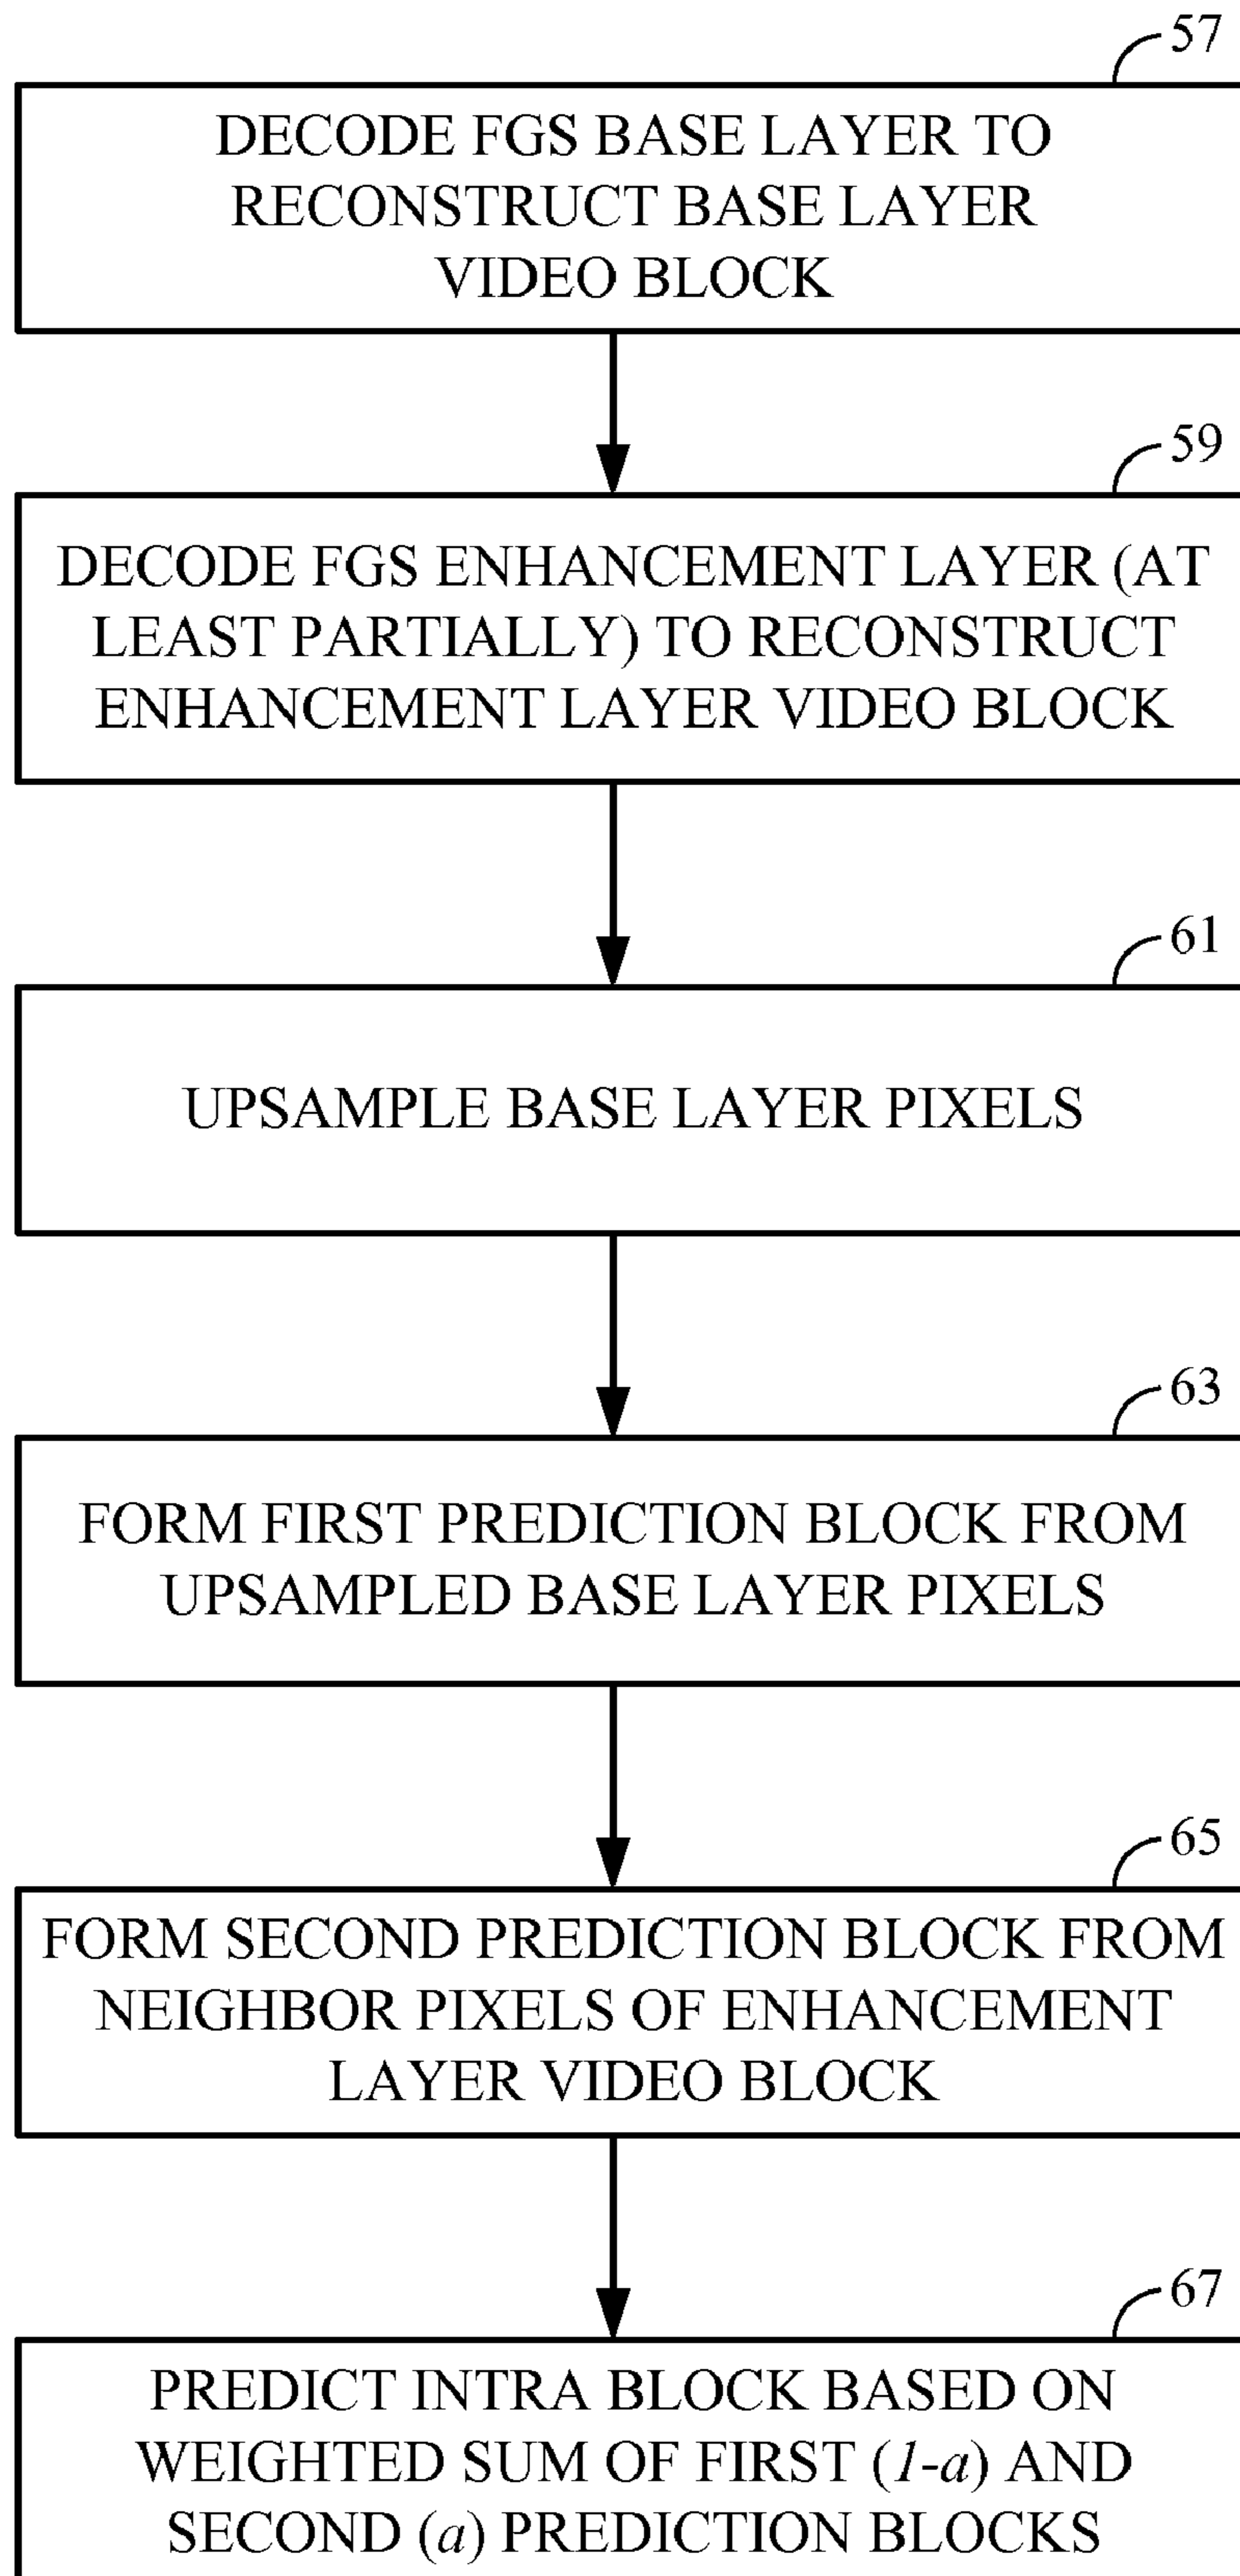 57
DECODE FGS BASE LAYER TO
RECONSTRUCT BASE LAYER
VIDEO BLOCK
59
DECODE FGS ENHANCEMENT LAYER (AT
LEAST PARTIALLY) TO RECONSTRUCT
ENHANCEMENT LAYER VIDEO BLOCK
61
UPSAMPLE BASE LAYER PIXELS
63
FORM FIRST PREDICTION BLOCK FROM
UPSAMPLED BASE LAYER PIXELS
65
FORM SECOND PREDICTION BLOCK FROM
NEIGHBOR PIXELS OF ENHANCEMENT
LAYER VIDEO BLOCK
67
PREDICT INTRA BLOCK BASED ON
WEIGHTED SUM OF FIRST (1-a) AND
SECOND (a) PREDICTION BLOCKS